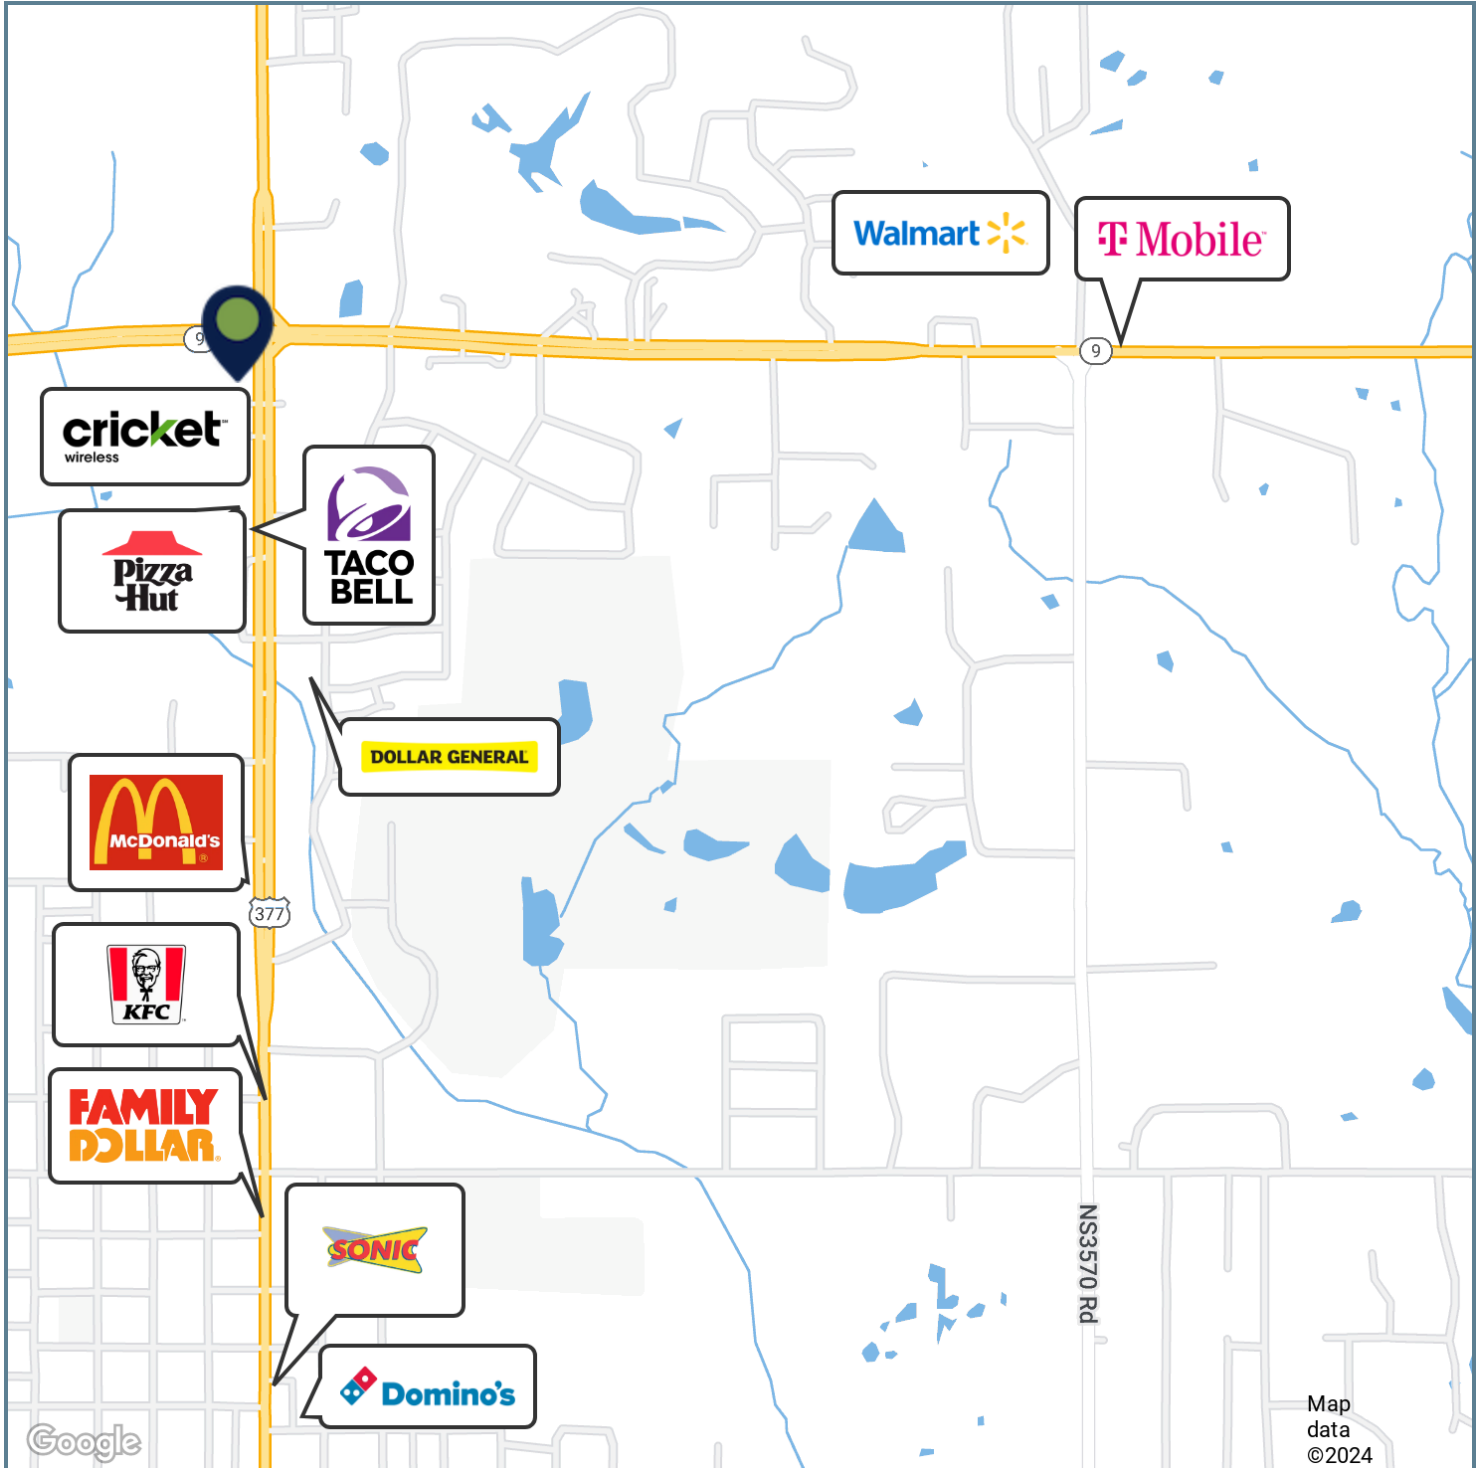 Walmart
T Mobile
9
9
cricket
wireless
TACO
BELL
Pizza
Hut
DOLLAR GENERAL
McDonald's
377
KFC
FAMILY
DOLLAR
SONIC
NS3570 Rd
Domino's
Map
data
©2024
Google